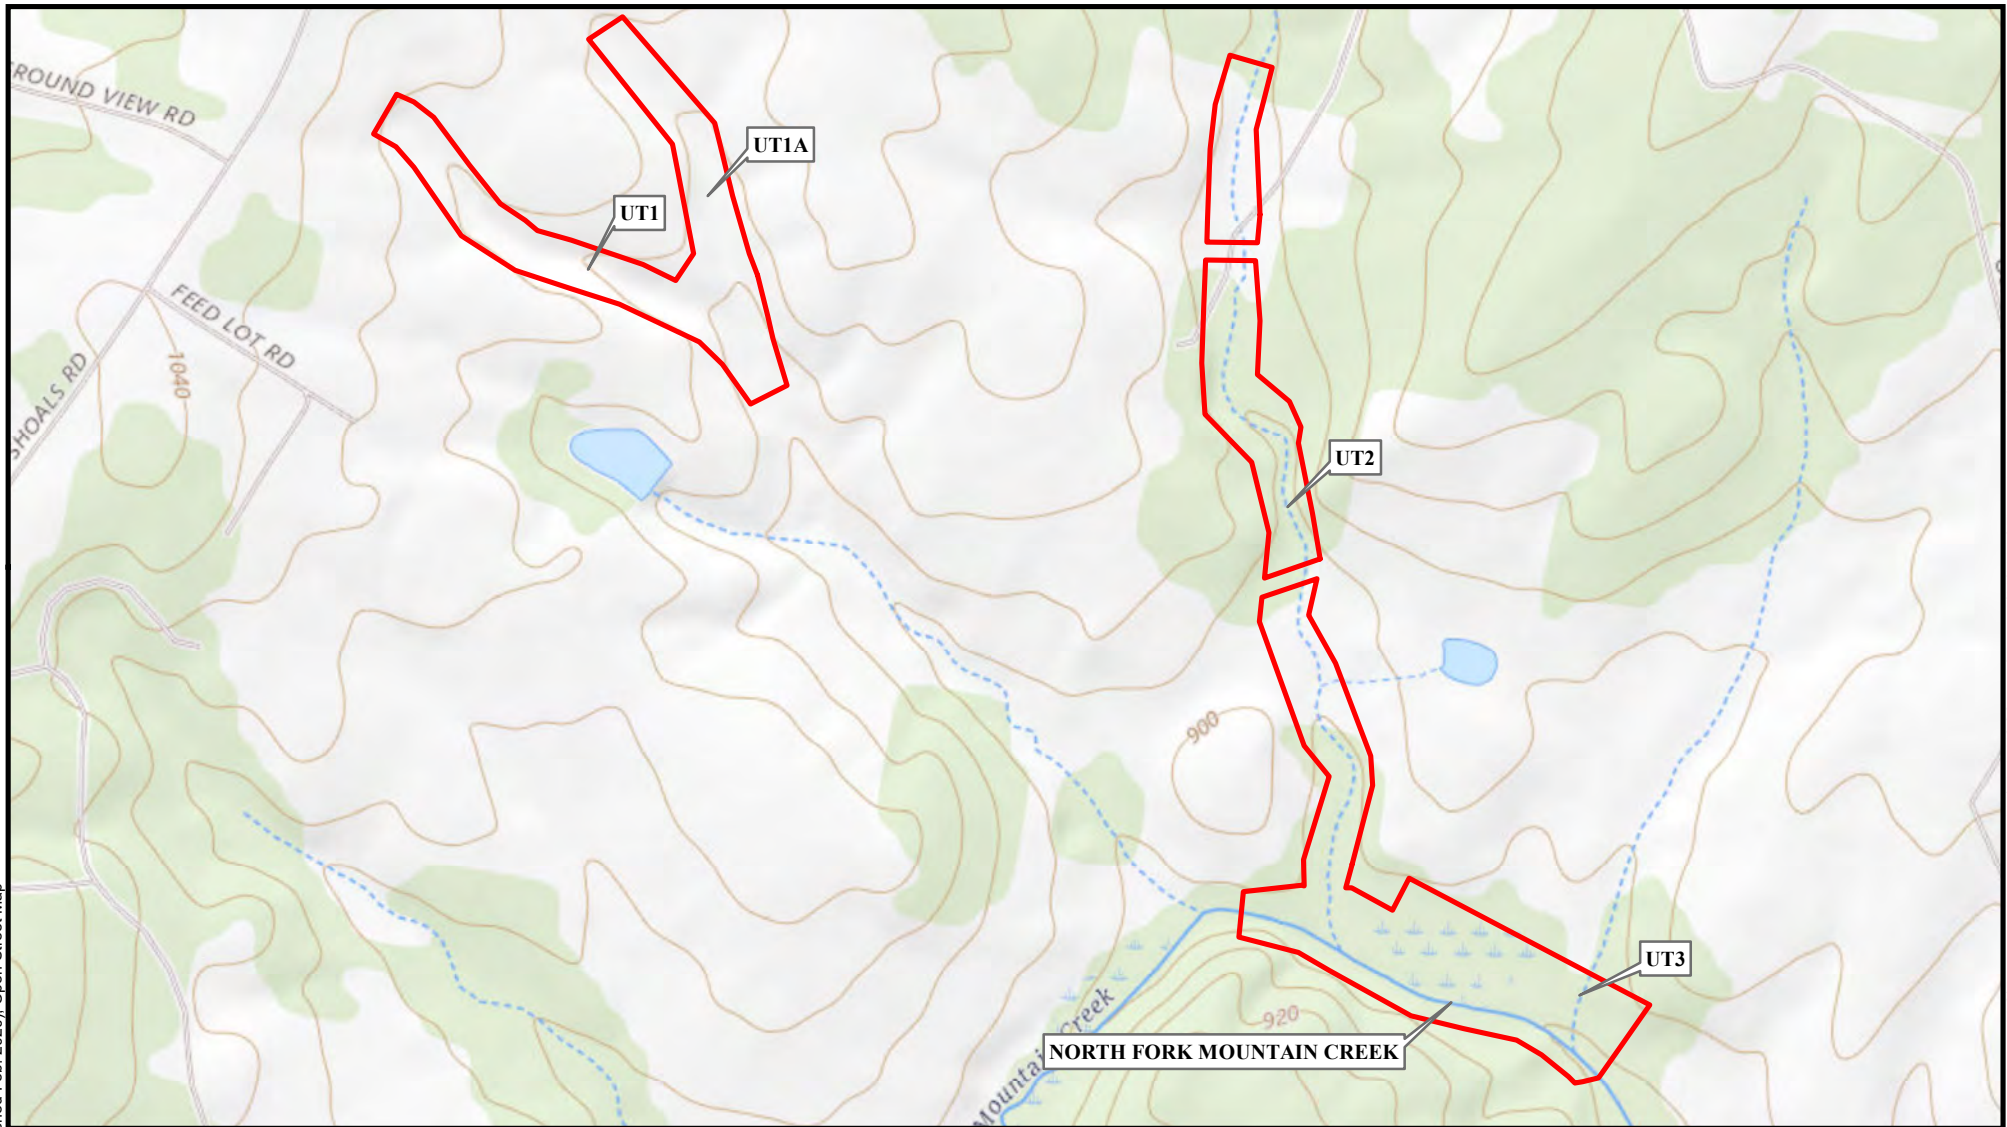 ROUND VIEW RD
UT1A
UT1
FEED LOT RD
1040
SHOALS RD
UT2
900
UT3
920
Mountain Creek
NORTH FORK MOUNTAIN CREEK